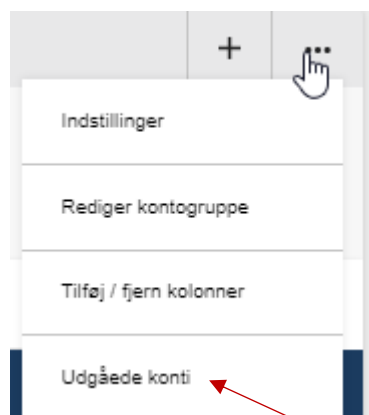 + ...
Indstillinger
Rediger kontogruppe
Tilføj / fjern kolonner
Udgåede konti